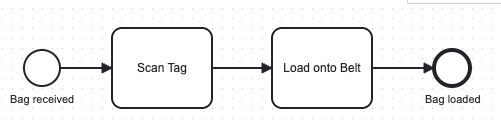 Scan Tag
Load onto Belt
Bag received
Bag loaded